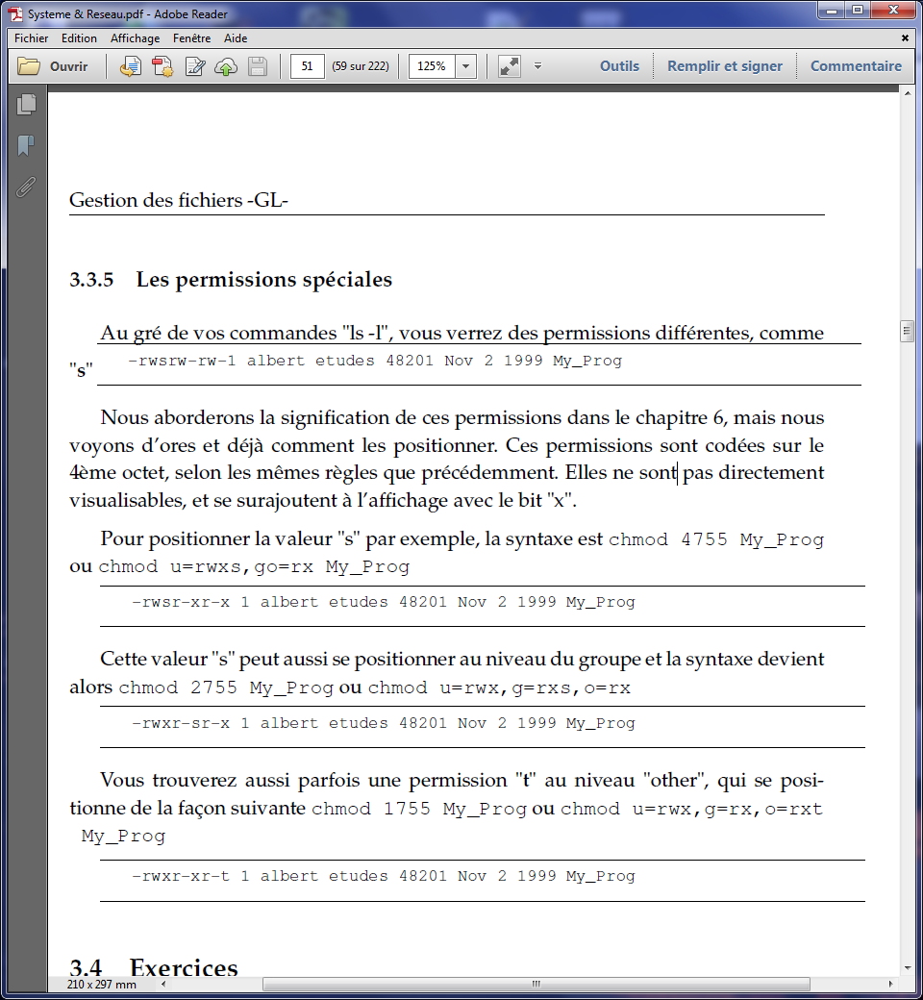 Systeme & Reseau.pdf - Adobe Reader
Fichier Edition Affichage Fenêtre Aide
Ouvrir 51 (59 sur 222) 125% Outils Remplir et signer Commentaire
Gestion des fichiers -GL-
3.3.5 Les permissions spéciales
Au gré de vos commandes "ls -l", vous verrez des permissions différentes, comme
"s" -rwsrw-rw-1 albert etudes 48201 Nov 2 1999 My_Prog
Nous aborderons la signification de ces permissions dans le chapitre 6, mais nous
voyons d'ores et déjà comment les positionner. Ces permissions sont codées sur le
4ème octet, selon les mêmes règles que précédemment. Elles ne sont pas directement
visualisables, et se surajoutent à l'affichage avec le bit "x".
Pour positionner la valeur "s" par exemple, la syntaxe est chmod 4755 My_Prog
ou chmod u=rwxs,go=rx My_Prog
-rwsr-xr-x 1 albert etudes 48201 Nov 2 1999 My_Prog
Cette valeur "s" peut aussi se positionner au niveau du groupe et la syntaxe devient
alors chmod 2755 My_Prog ou chmod u=rwx,g=rxs,o=rx
-rwxr-sr-x 1 albert etudes 48201 Nov 2 1999 My_Prog
Vous trouverez aussi parfois une permission "t" au niveau "other", qui se posi-
tionne de la façon suivante chmod 1755 My_Prog ou chmod u=rwx,g=rx,o=rxt
My_Prog
-rwxr-xr-t 1 albert etudes 48201 Nov 2 1999 My_Prog
3.4 Exercices
210 x 297 mm